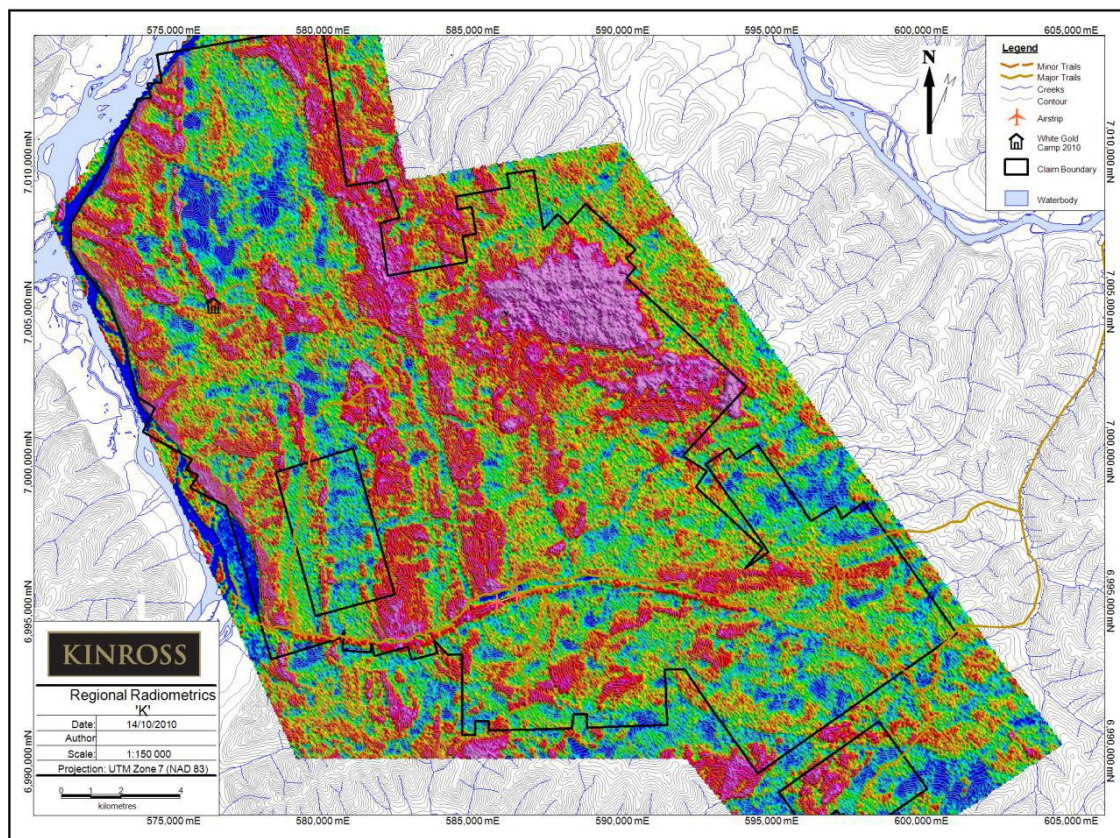 575,000 mE 580,000 mE 585,000 mE 590,000 mE 595,000 mE 600,000 mE 605,000 mE
Legend
Minor Trails
Major Trails
Creeks
Contour
Airstrip
White Gold
Camp 2010
Claim Boundary
Waterbody
N
M
7,010,000 mN
7,005,000 mN
7,000,000 mN
6,995,000 mN
6,990,000 mN
7,010,000 mN
7,005,000 mN
7,000,000 mN
6,995,000 mN
6,990,000 mN
KINROSS
Regional Radiometrics
'K'
Date: 14/10/2010
Author
Scale: 1:150 000
Projection: UTM Zone 7 (NAD 83)
0 1 2 4
kilometres
575,000 mE 580,000 mE 585,000 mE 590,000 mE 595,000 mE 600,000 mE 605,000 mE